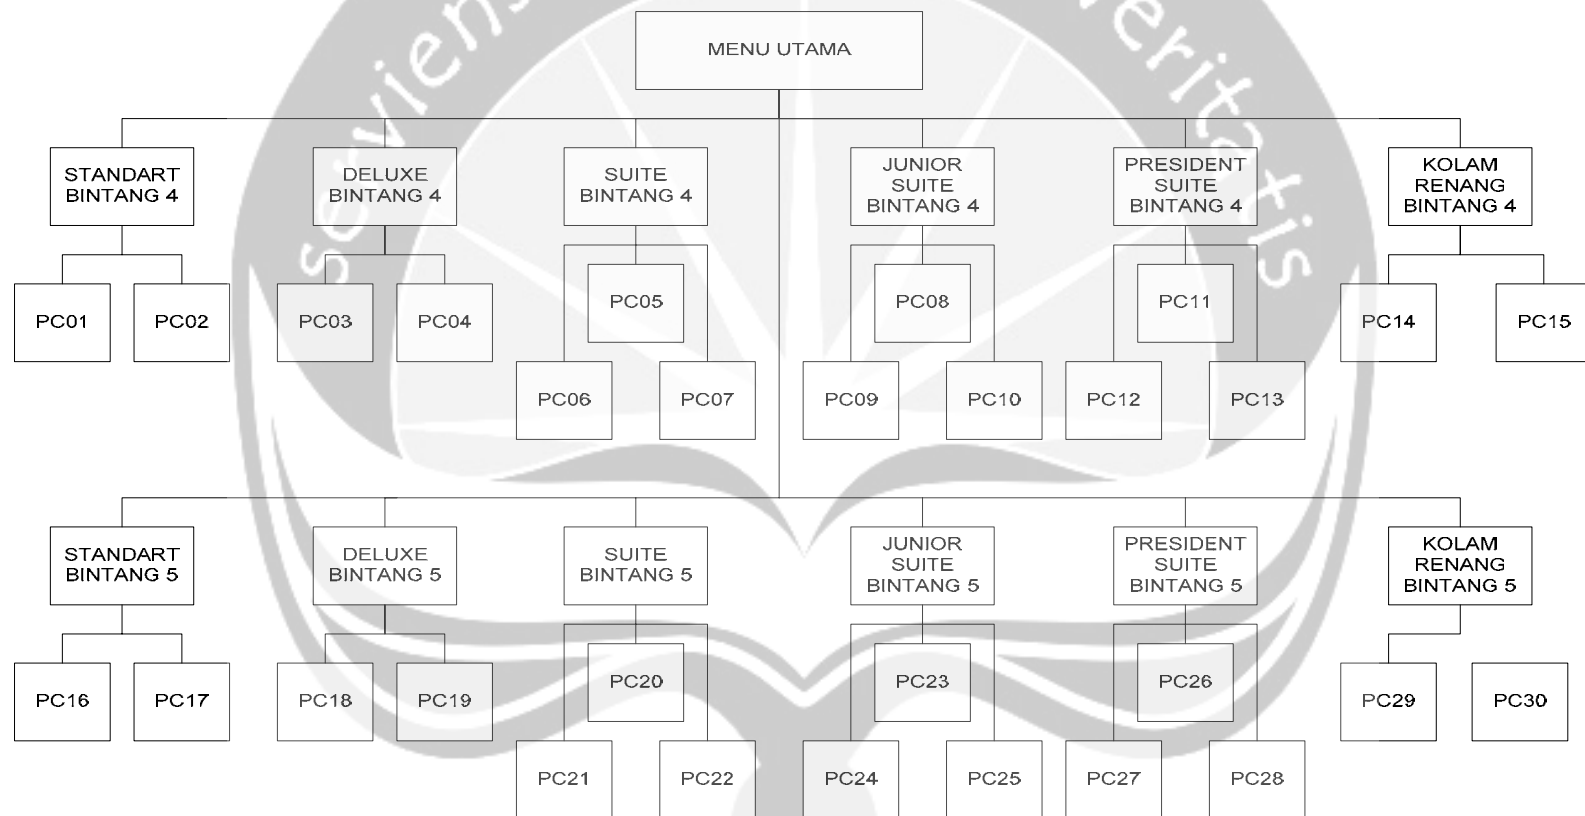 serviens
veritatis
MENU UTAMA
STANDART
BINTANG 4
DELUXE
BINTANG 4
SUITE
BINTANG 4
JUNIOR
SUITE
BINTANG 4
PRESIDENT
SUITE
BINTANG 4
KOLAM
RENANG
BINTANG 4
PC01
PC02
PC03
PC04
PC05
PC06
PC07
PC08
PC09
PC10
PC11
PC12
PC13
PC14
PC15
STANDART
BINTANG 5
DELUXE
BINTANG 5
SUITE
BINTANG 5
JUNIOR
SUITE
BINTANG 5
PRESIDENT
SUITE
BINTANG 5
KOLAM
RENANG
BINTANG 5
PC16
PC17
PC18
PC19
PC20
PC21
PC22
PC23
PC24
PC25
PC26
PC27
PC28
PC29
PC30